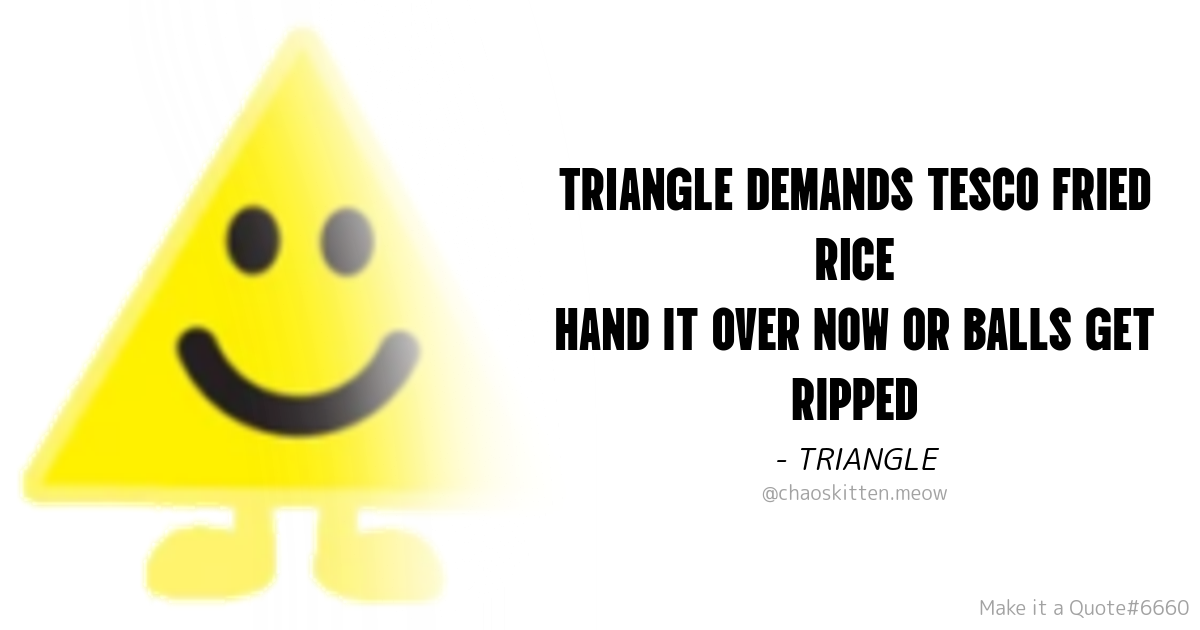 TRIANGLE DEMANDS TESCO FRIED
RICE
HAND IT OVER NOW OR BALLS GET
RIPPED
- TRIANGLE
@chaoskitten.meow
Make it a Quote#6660